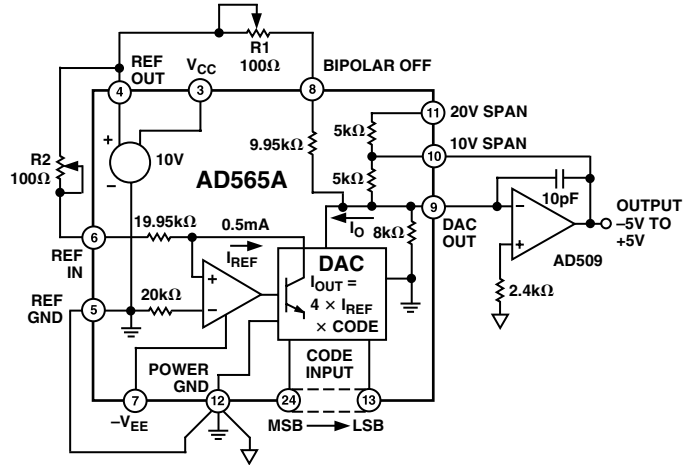 R1
100Ω
REF
OUT
VCC
BIPOLAR OFF
4
3
8
11
20V SPAN
5kΩ
10V SPAN
10
9.95kΩ
+
10V
–
R2
100Ω
AD565A
5kΩ
10pF
OUTPUT
–5V TO
+5V
9
DAC
OUT
–
+
AD509
IO
8kΩ
19.95kΩ
0.5mA
6
REF
IN
IREF
DAC
IOUT =
4 × IREF
× CODE
+
–
2.4kΩ
REF
GND
5
20kΩ
POWER
GND
CODE
INPUT
7
12
24
13
–VEE
MSB
LSB